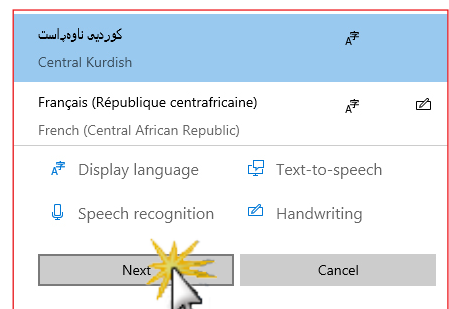 کوردیی ناوەڕاست
Central Kurdish
Français (République centrafricaine)
French (Central African Republic)
Display language
Text-to-speech
Speech recognition
Handwriting
Next
Cancel